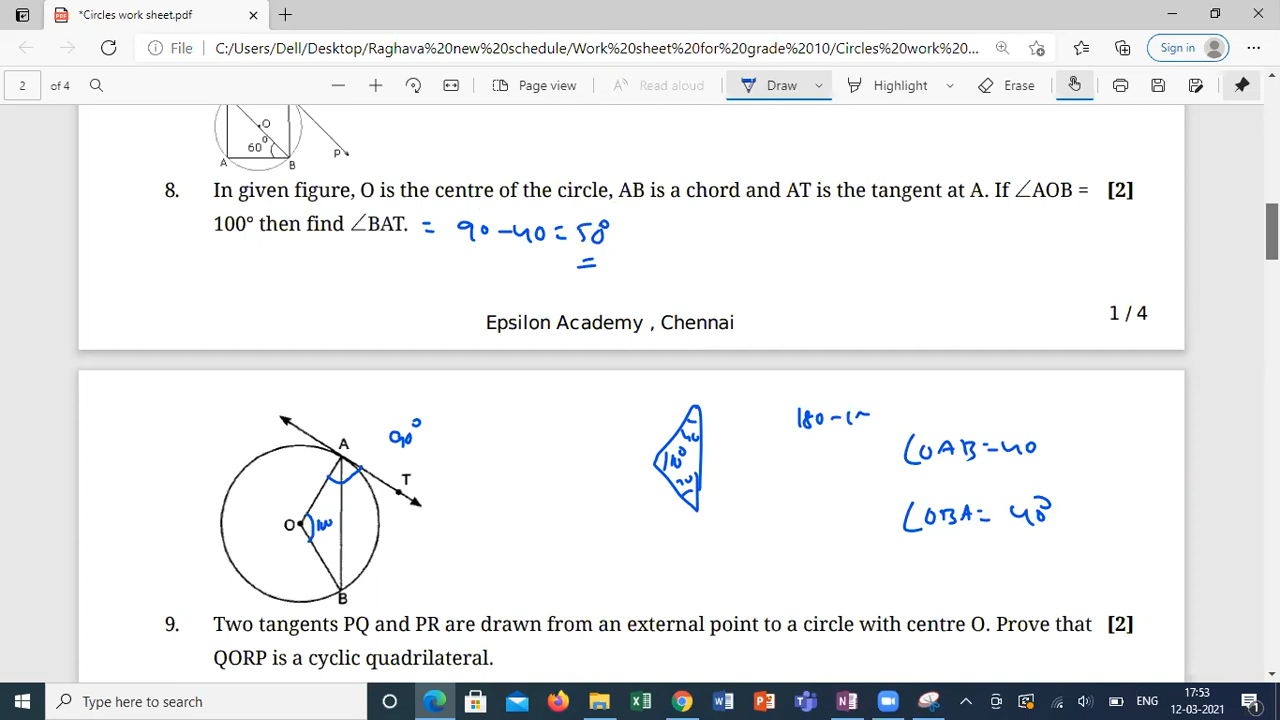 *Circles work sheet.pdf
File C:/Users/Dell/Desktop/Raghava%20new%20schedule/Work%20sheet%20for%20grade%2010/Circles%20work%... Sign in
2 of 4 Page view Read aloud Draw Highlight Erase
O
60°
A B P
8. In given figure, O is the centre of the circle, AB is a chord and AT is the tangent at A. If ∠AOB = [2]
100° then find ∠BAT. = 90 - 40 = 50°
=
1 / 4
Epsilon Academy , Chennai
90° 180 -
A 40 ∠OAB = 40
T 100°
O 100 ∠OBA = 40°
B
9. Two tangents PQ and PR are drawn from an external point to a circle with centre O. Prove that [2]
QORP is a cyclic quadrilateral.
Type here to search ENG 17:53
12-03-2021